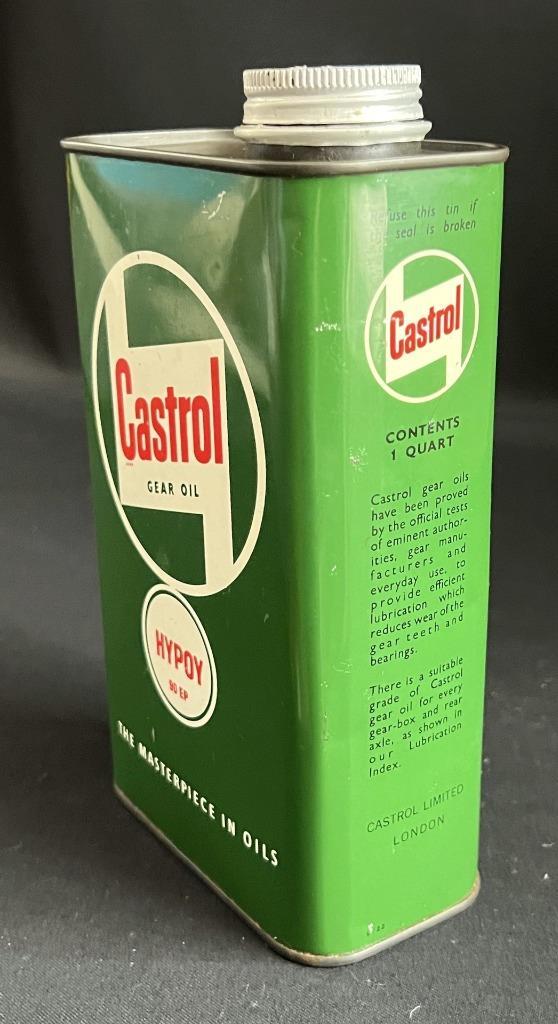 Castrol
GEAR OIL
HYPOY
90 EP
THE MASTERPIECE IN OILS
Refuse this tin if
the seal is broken
Castrol
CONTENTS
1 QUART
Castrol gear oils
have been proved
by the official tests
of eminent author-
ities, gear manu-
facturers and
everyday use, to
provide efficient
lubrication which
reduces wear of the
gear teeth and
bearings.
There is a suitable
grade of Castrol
gear oil for every
gear-box and rear
axle, as shown in
our Lubrication
Index.
CASTROL LIMITED
LONDON